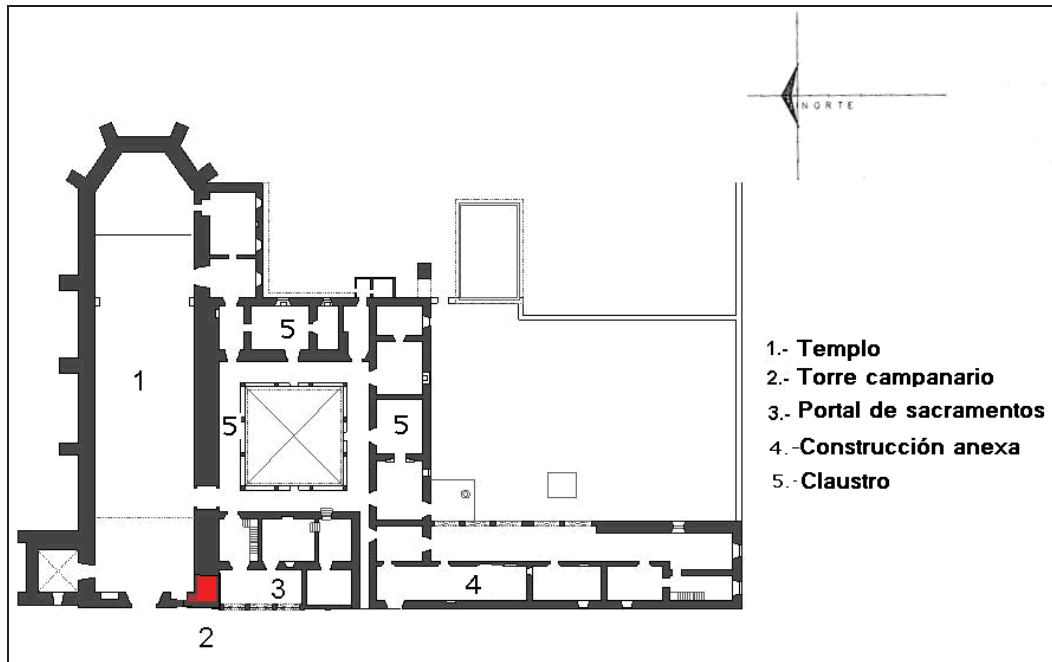 NORTE
1
5
5
5
3
4
2
1.- Templo
2.- Torre campanario
3.- Portal de sacramentos
4.- Construcción anexa
5.- Claustro